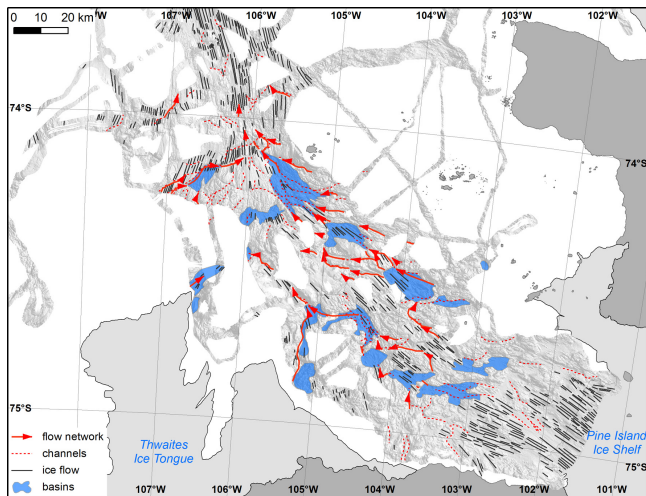 0 10 20 km
107°W 106°W 105°W 104°W 103°W 102°W
74°S
74°S
75°S
75°S
flow network
channels
ice flow
basins
Thwaites
Ice Tongue
Pine Island
Ice Shelf
107°W 106°W 105°W 104°W 103°W 102°W 101°W